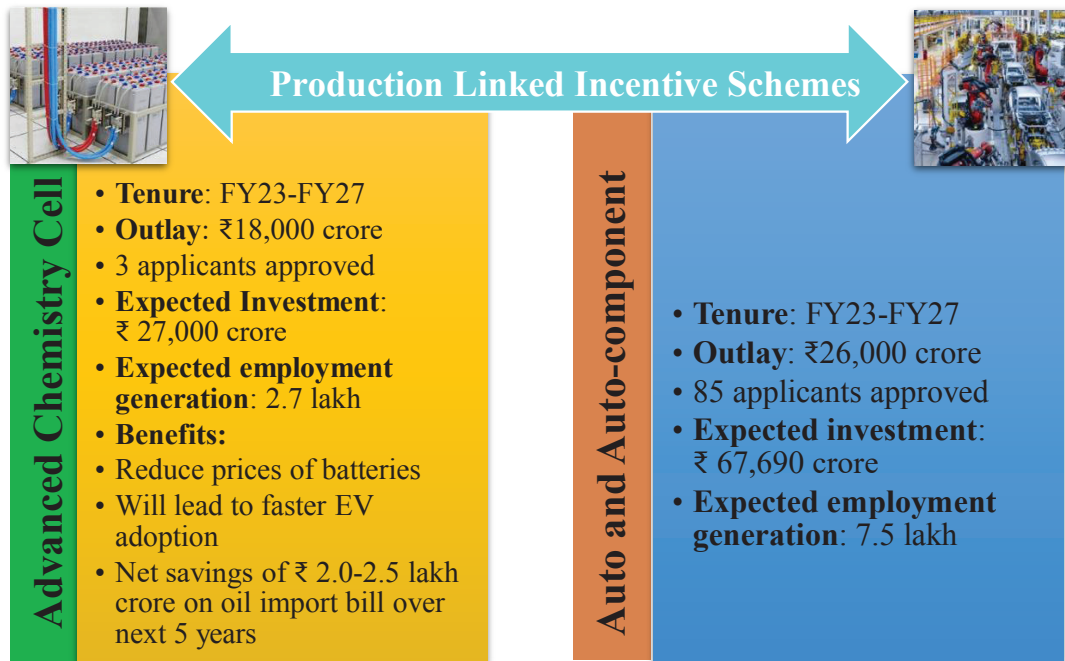 Production Linked Incentive Schemes
Advanced Chemistry Cell
• Tenure: FY23-FY27
• Outlay: ₹18,000 crore
• 3 applicants approved
• Expected Investment:
₹ 27,000 crore
• Expected employment
generation: 2.7 lakh
• Benefits:
• Reduce prices of batteries
• Will lead to faster EV
adoption
• Net savings of ₹ 2.0-2.5 lakh
crore on oil import bill over
next 5 years
Auto and Auto-component
• Tenure: FY23-FY27
• Outlay: ₹26,000 crore
• 85 applicants approved
• Expected investment:
₹ 67,690 crore
• Expected employment
generation: 7.5 lakh